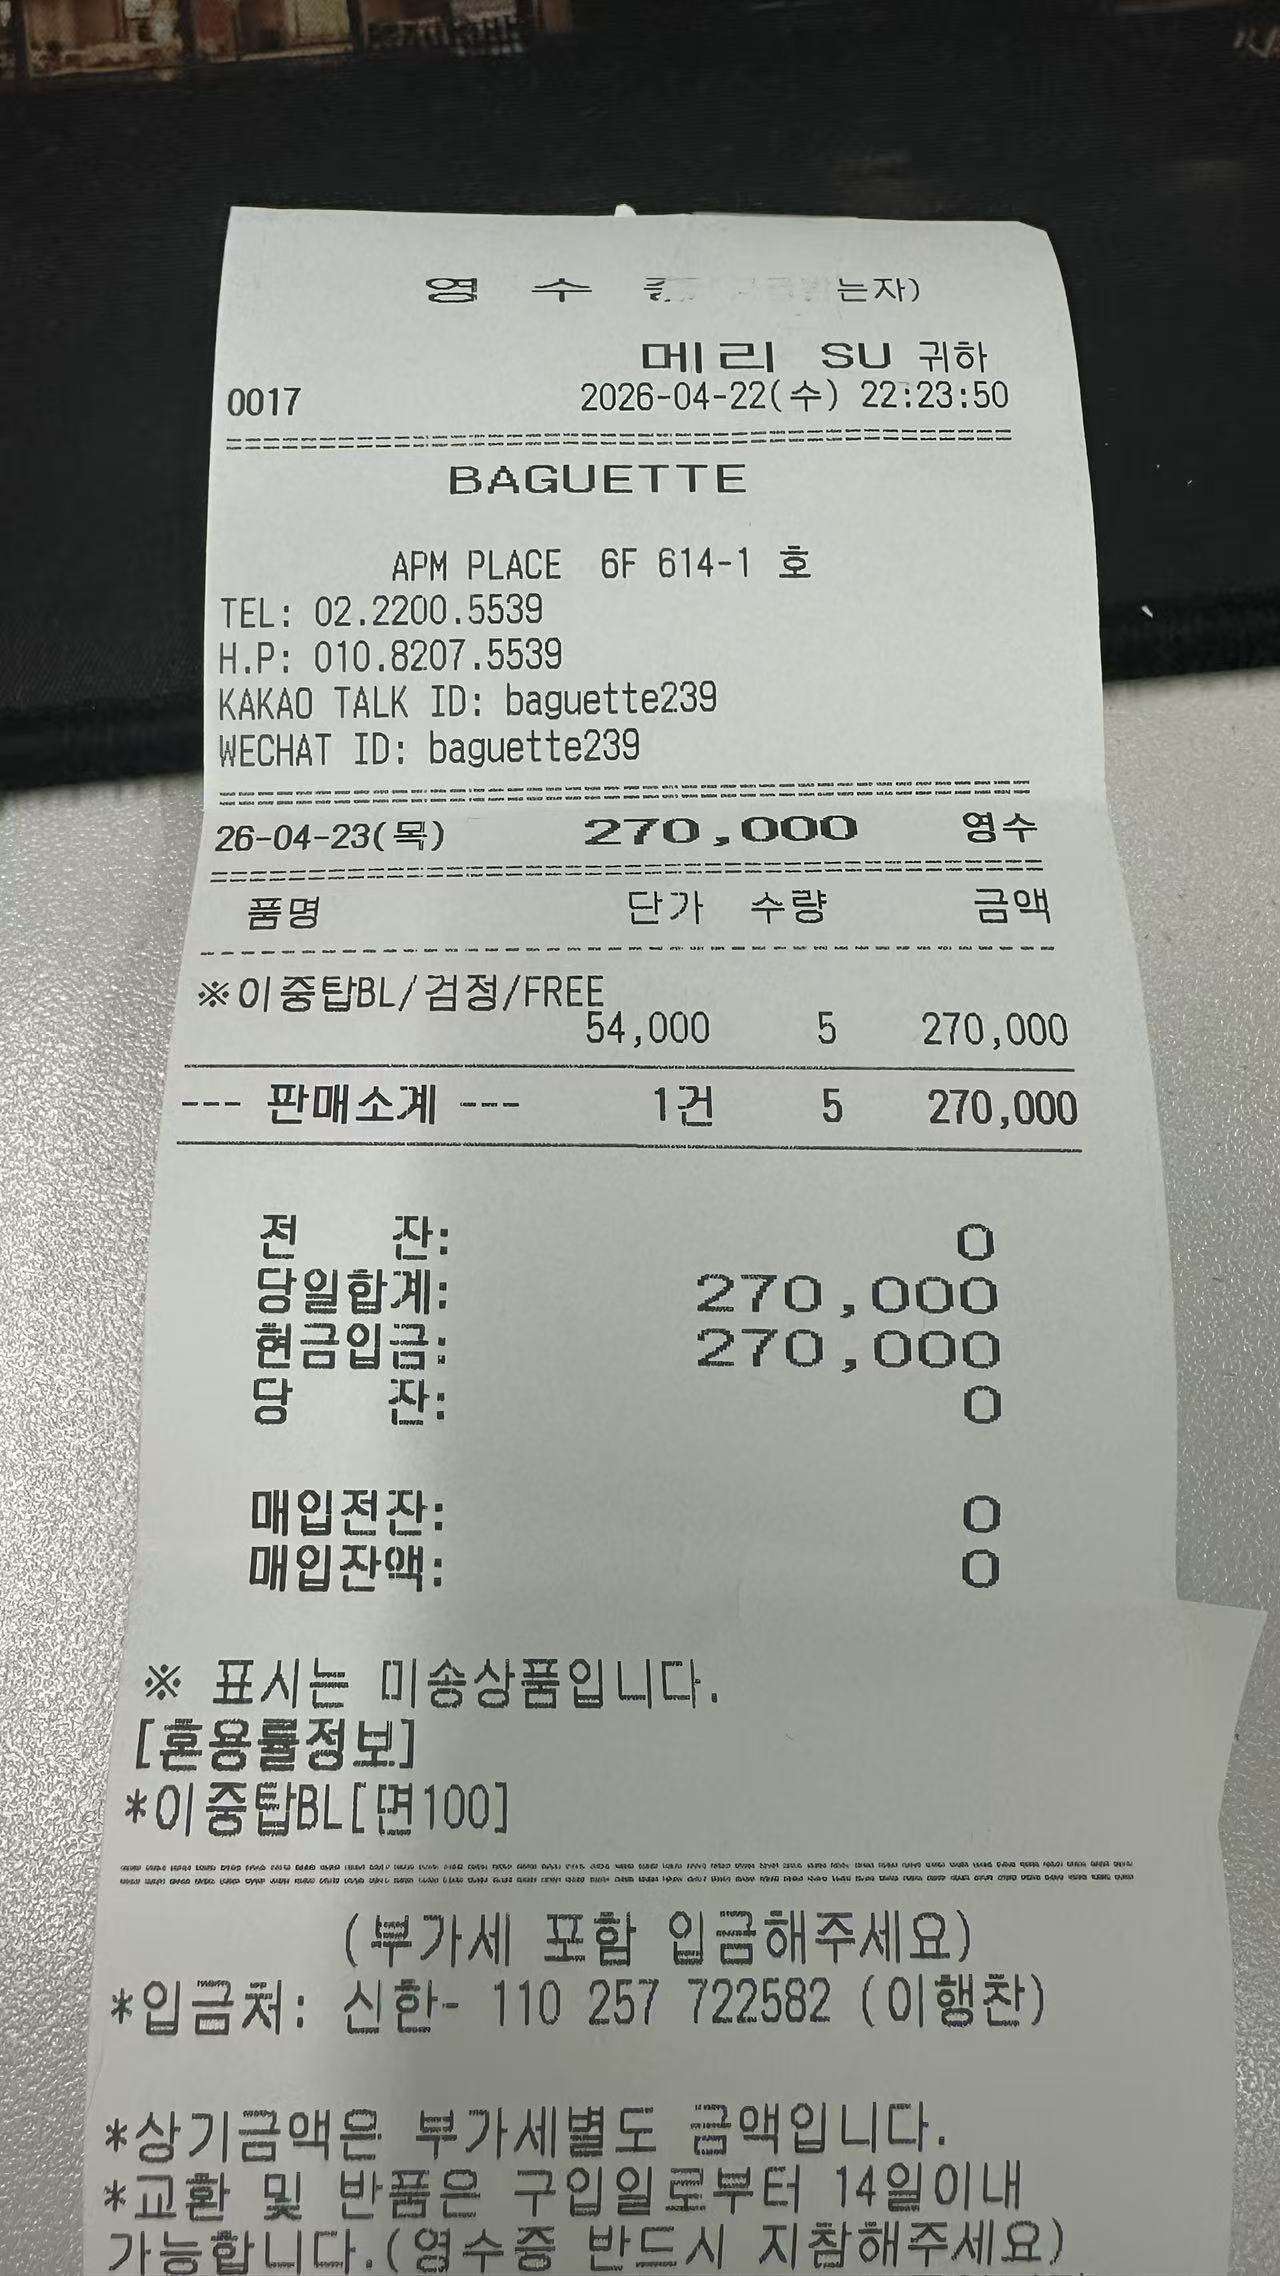 영 수 는자)
메리 SU 귀하
0017 2026-04-22(수) 22:23:50
BAGUETTE
APM PLACE 6F 614-1 호
TEL: 02.2200.5539
H.P: 010.8207.5539
KAKAO TALK ID: baguette239
WECHAT ID: baguette239
26-04-23(목) 270,000 영수
품명 단가 수량 금액
※이중탑BL/검정/FREE
54,000 5 270,000
--- 판매소계 --- 1건 5 270,000
전 잔: 0
당일합계: 270,000
현금입금: 270,000
당 잔: 0
매입전잔: 0
매입잔액: 0
※ 표시는 미송상품입니다.
[혼용률정보]
*이중탑BL[면100]
(부가세 포함 입금해주세요)
*입금처: 신한- 110 257 722582 (이행찬)
*상기금액은 부가세별도 금액입니다.
*교환 및 반품은 구입일로부터 14일이내
가능합니다.(영수증 반드시 지참해주세요)